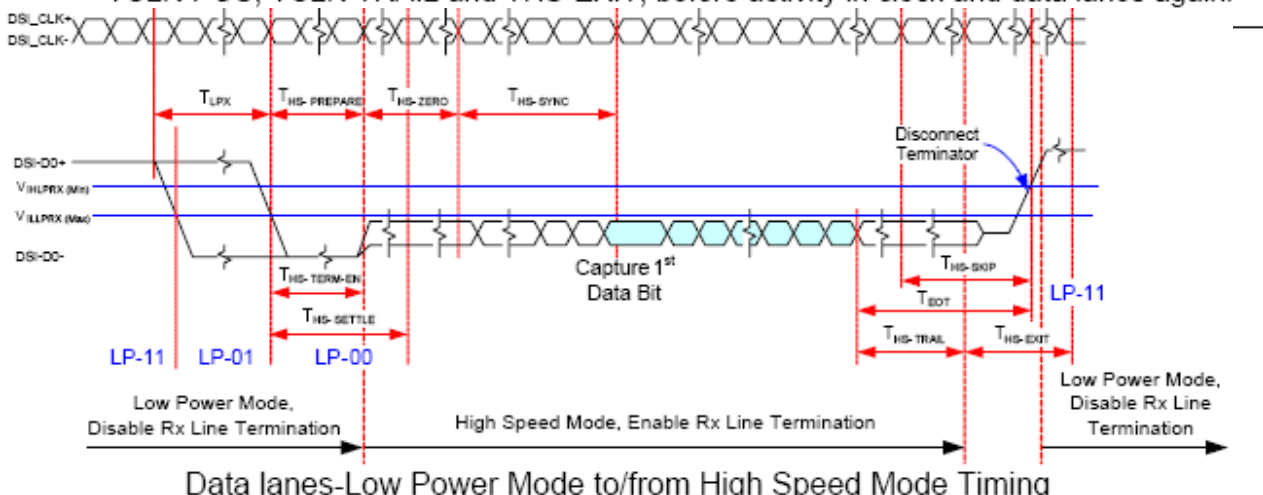 DSI_CLK+
DSI_CLK-
TLPX
THS-PREPARE
THS-ZERO
THS-SYNC
Disconnect
Terminator
DSI-D0+
VIHLPRX (Min)
VILLPRX (Max)
DSI-D0-
THS-TERM-EN
Capture 1st
Data Bit
THS-SKIP
TEOT
LP-11
THS-SETTLE
THS-TRAIL
THS-EXIT
LP-11
LP-01
LP-00
Low Power Mode,
Disable Rx Line Termination
High Speed Mode, Enable Rx Line Termination
Low Power Mode,
Disable Rx Line
Termination
Data lanes-Low Power Mode to/from High Speed Mode Timing